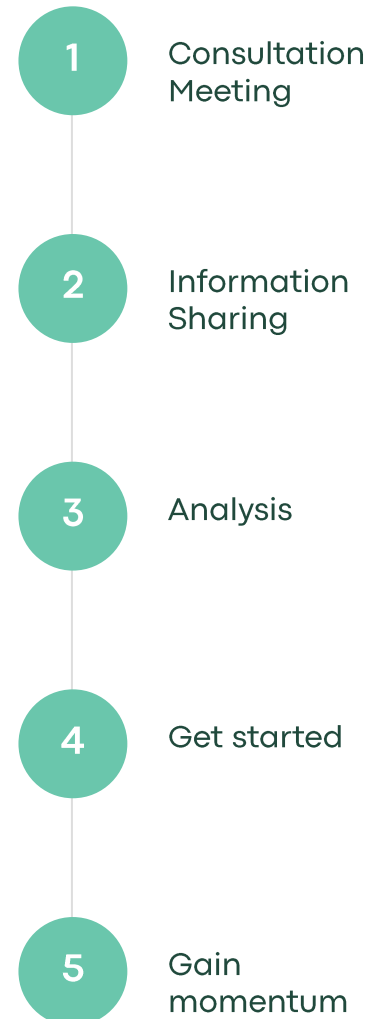 1
Consultation
Meeting
2
Information
Sharing
3
Analysis
4
Get started
5
Gain
momentum